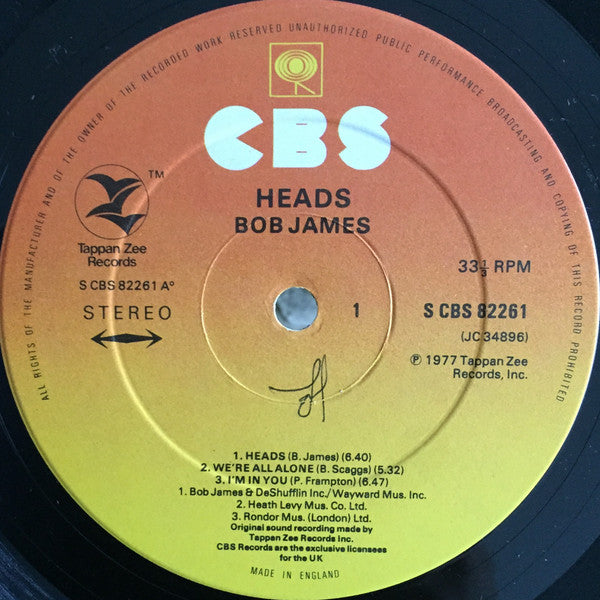 ALL RIGHTS OF THE MANUFACTURER AND OF THE OWNER OF THE RECORDED WORK RESERVED UNAUTHORIZED PUBLIC PERFORMANCE BROADCASTING AND COPYING OF THIS RECORD PROHIBITED
CBS
HEADS
BOB JAMES
TM
Tappan Zee
Records
33⅓ RPM
S CBS 82261 A°
STEREO
1
S CBS 82261
(JC 34896)
℗ 1977 Tappan Zee
Records, Inc.
1. HEADS (B. James) (6.40)
2. WE'RE ALL ALONE (B. Scaggs) (5.32)
3. I'M IN YOU (P. Frampton) (6.47)
1. Bob James & DeShufflin Inc./ Wayward Mus. Inc.
2. Heath Levy Mus. Co. Ltd.
3. Rondor Mus. (London) Ltd.
Original sound recording made by
Tappan Zee Records Inc.
CBS Records are the exclusive licensees
for the UK
MADE IN ENGLAND